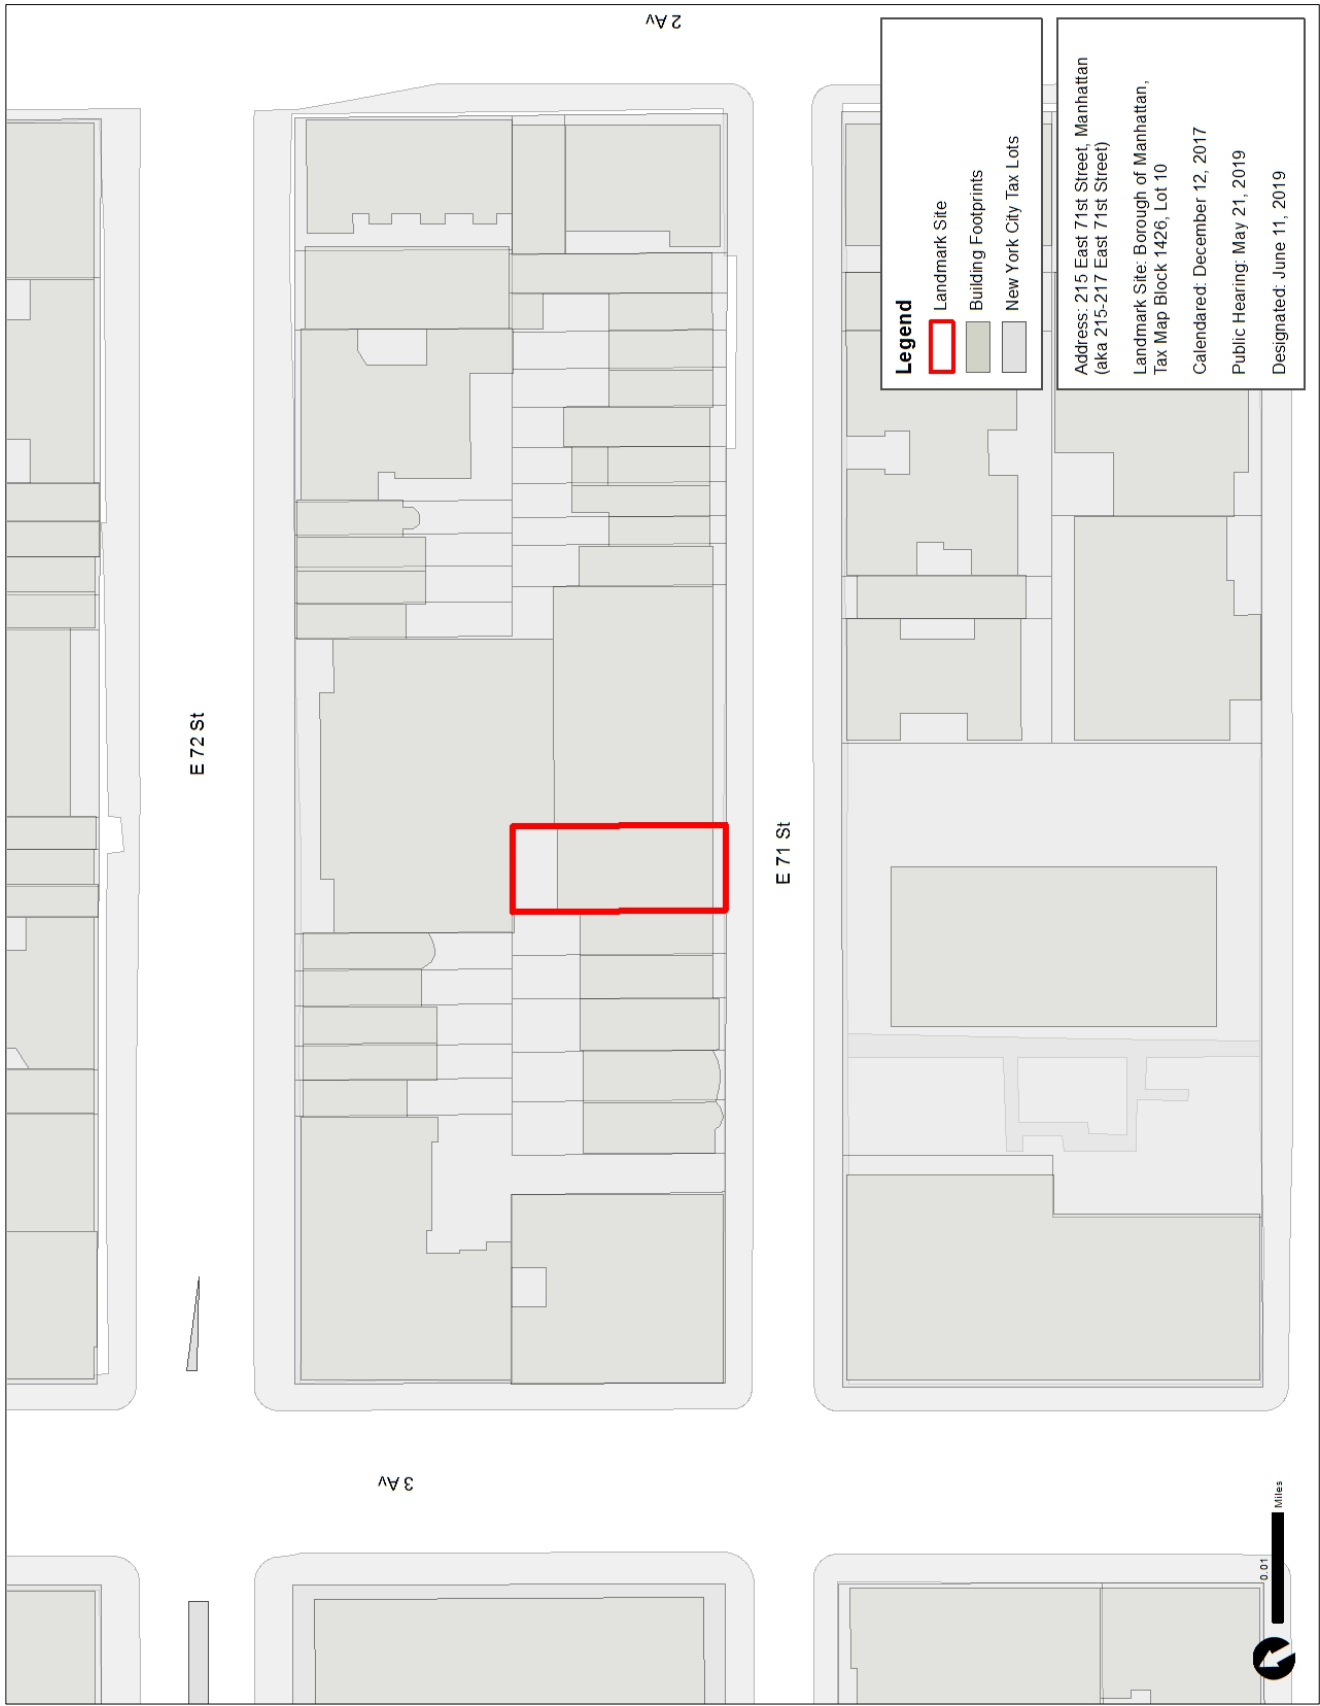 2 Av
E 72 St
E 71 St
3 Av
Legend
Landmark Site
Building Footprints
New York City Tax Lots
Address: 215 East 71st Street, Manhattan
(aka 215-217 East 71st Street)
Landmark Site: Borough of Manhattan,
Tax Map Block 1426, Lot 10
Calendared: December 12, 2017
Public Hearing: May 21, 2019
Designated: June 11, 2019
0.01
Miles